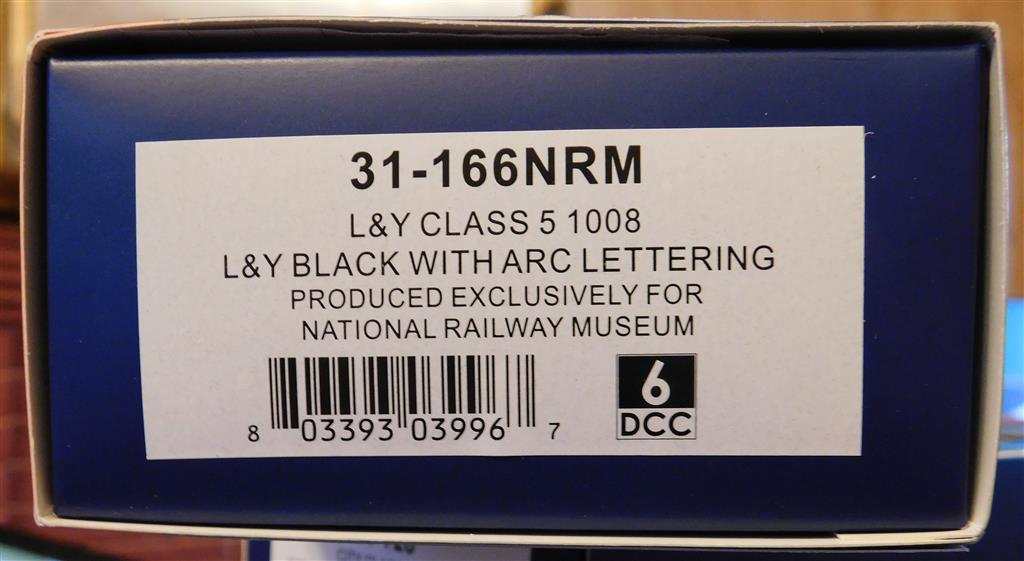 31-166NRM
L&Y CLASS 5 1008
L&Y BLACK WITH ARC LETTERING
PRODUCED EXCLUSIVELY FOR
NATIONAL RAILWAY MUSEUM
8 03393 03996 7
6
DCC